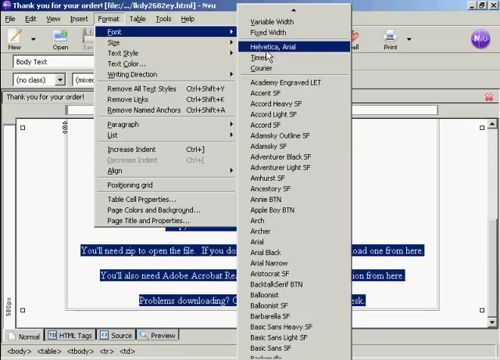 Thank you for your order! [file:/.../lkdy2682ey.html] - Nvu
File Edit View Insert Format Table Tools Help
New Open Print
Body Text
(no class)
Thank you for your order!
Font
Size
Text Style
Text Color...
Writing Direction
Remove All Text Styles Ctrl+Shift+Y
Remove Links Ctrl+Shift+K
Remove Named Anchors Ctrl+Shift+A
Paragraph
List
Increase Indent Ctrl+]
Decrease Indent Ctrl+[
Align
Positioning grid
Table Cell Properties...
Page Colors and Background...
Page Title and Properties...
Variable Width
Fixed Width
Helvetica, Arial
Times
Courier
Academy Engraved LET
Accent SF
Accord Heavy SF
Accord Light SF
Accord SF
Adamsky Outline SF
Adamsky SF
Adventurer Black SF
Adventurer Light SF
Amhurst SF
Ancestory SF
Annie BTN
Apple Boy BTN
Arch
Archer
Arial
Arial Black
Arial Narrow
Aristocrat SF
BacktalkSerif BTN
Balloonist
Balloonist SF
Barbarella SF
Basic Sans Heavy SF
Basic Sans Light SF
Basic Sans SF
You'll need zip to open the file. If you do load one from here.
You'll also need Adobe Acrobat Rea sion from here.
Problems downloading? C sk.
580px
Normal HTML Tags Source Preview
<body> <table> <tbody> <tr> <td>